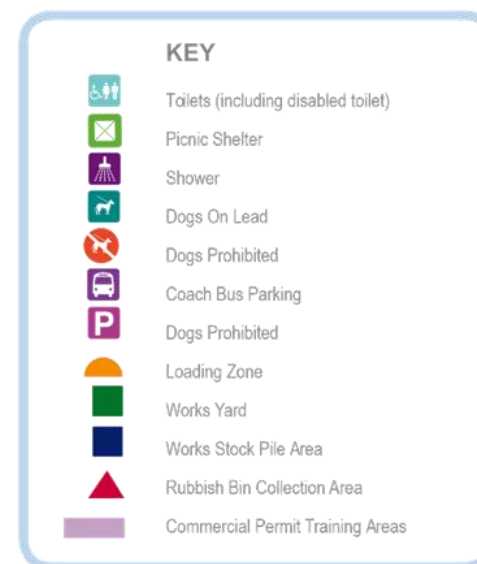 KEY
Toilets (including disabled toilet)
Picnic Shelter
Shower
Dogs On Lead
Dogs Prohibited
Coach Bus Parking
P Dogs Prohibited
Loading Zone
Works Yard
Works Stock Pile Area
Rubbish Bin Collection Area
Commercial Permit Training Areas